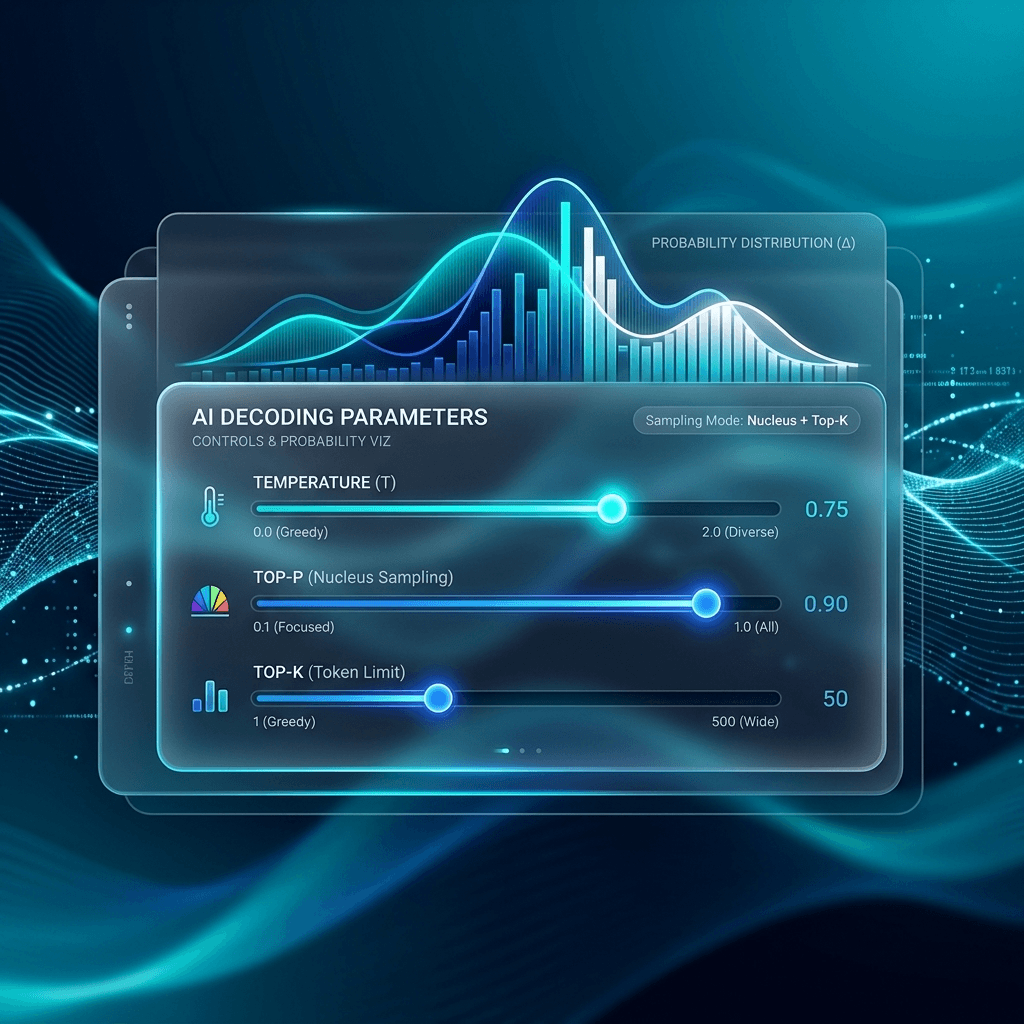 PROBABILITY DISTRIBUTION (Δ)
AI DECODING PARAMETERS
CONTROLS & PROBABILITY VIZ
Sampling Mode: Nucleus + Top-K
TEMPERATURE (T)
0.75
0.0 (Greedy)
2.0 (Diverse)
TOP-P (Nucleus Sampling)
0.90
0.1 (Focused)
1.0 (All)
TOP-K (Token Limit)
50
1 (Greedy)
500 (Wide)